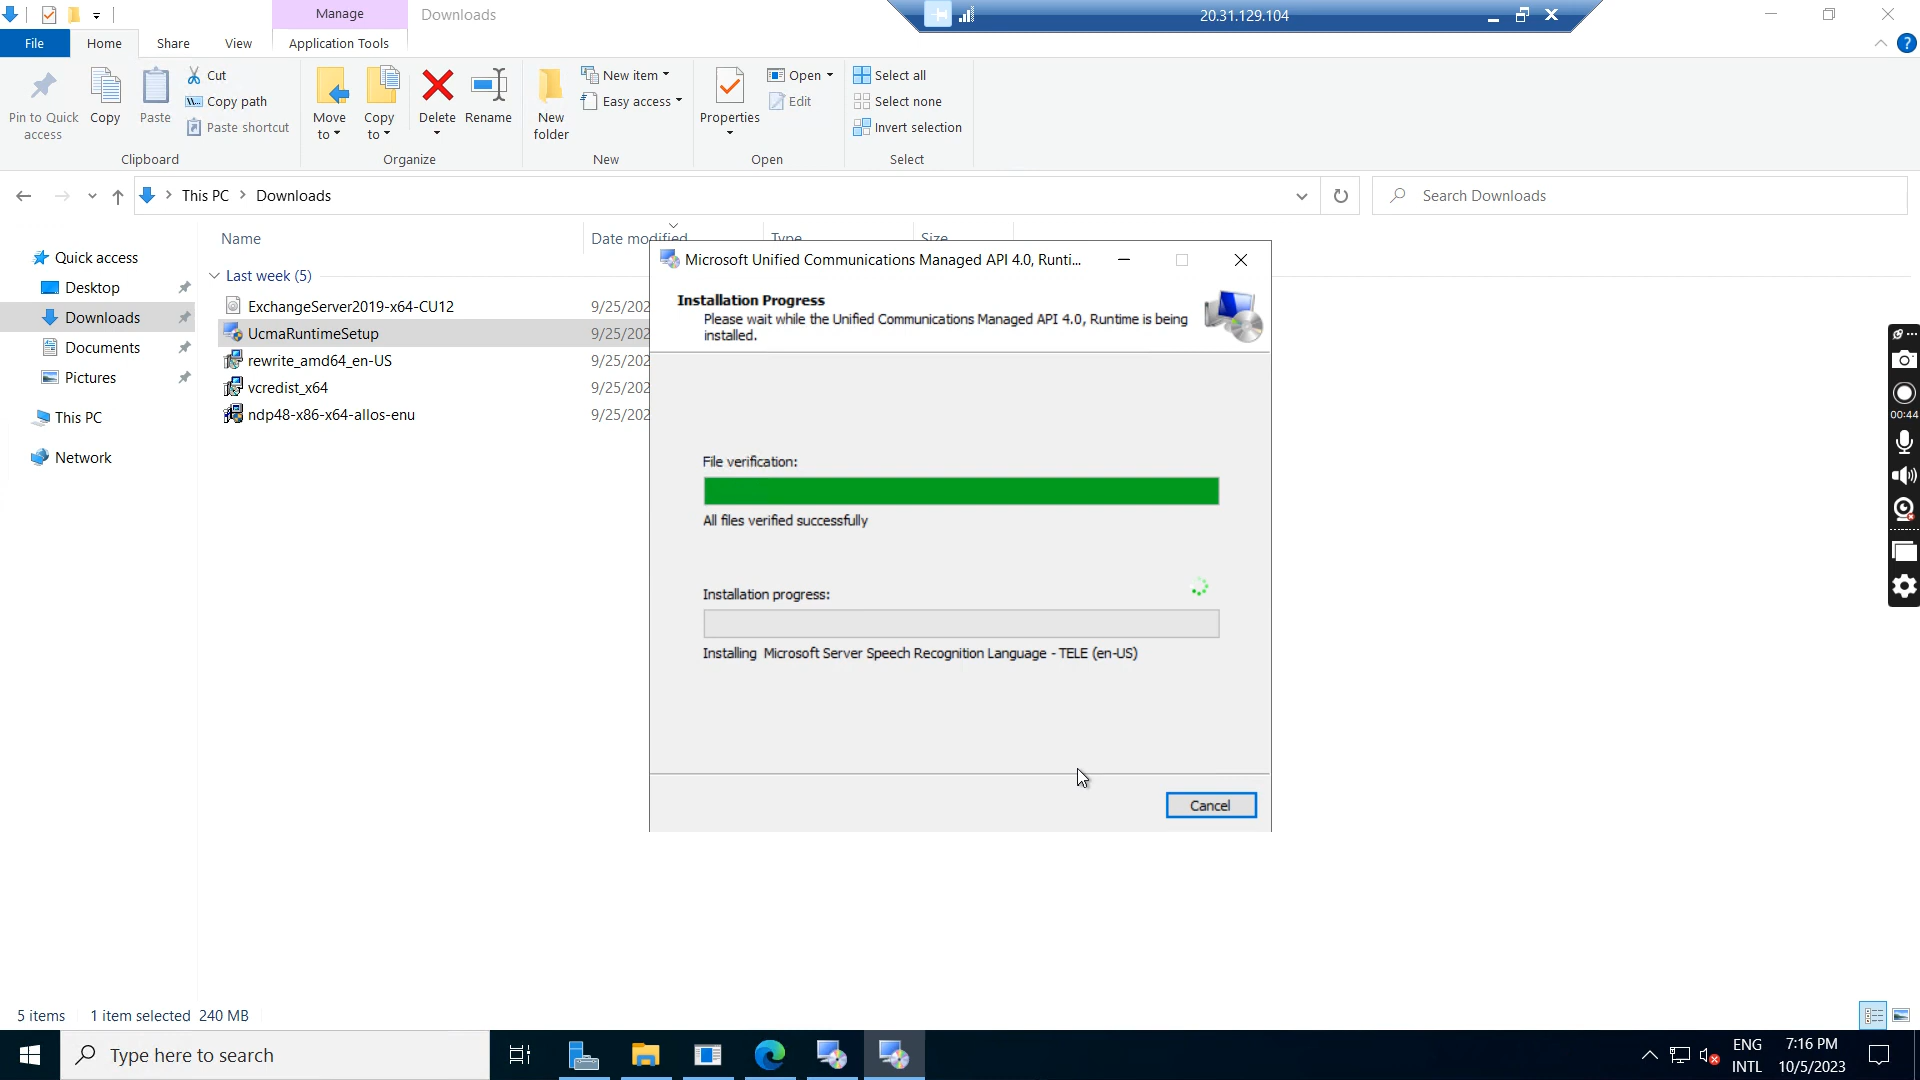 Manage
Downloads
20.31.129.104
File
Home
Share
View
Application Tools
Pin to Quick access
Copy
Paste
Cut
Copy path
Paste shortcut
Clipboard
Move to
Copy to
Delete
Rename
Organize
New folder
New item
Easy access
New
Properties
Open
Edit
Open
Select all
Select none
Invert selection
Select
This PC
Downloads
Search Downloads
Name
Date modified
Type
Size
Quick access
Desktop
Downloads
Documents
Pictures
This PC
Network
Last week (5)
ExchangeServer2019-x64-CU12 9/25/202
UcmaRuntimeSetup 9/25/202
rewrite_amd64_en-US 9/25/202
vcredist_x64 9/25/202
ndp48-x86-x64-allos-enu 9/25/202
Microsoft Unified Communications Managed API 4.0, Runti...
Installation Progress
Please wait while the Unified Communications Managed API 4.0, Runtime is being
installed.
File verification:
All files verified successfully
Installation progress:
Installing Microsoft Server Speech Recognition Language - TELE (en-US)
Cancel
00:44
5 items 1 item selected 240 MB
Type here to search
ENG
INTL
7:16 PM
10/5/2023